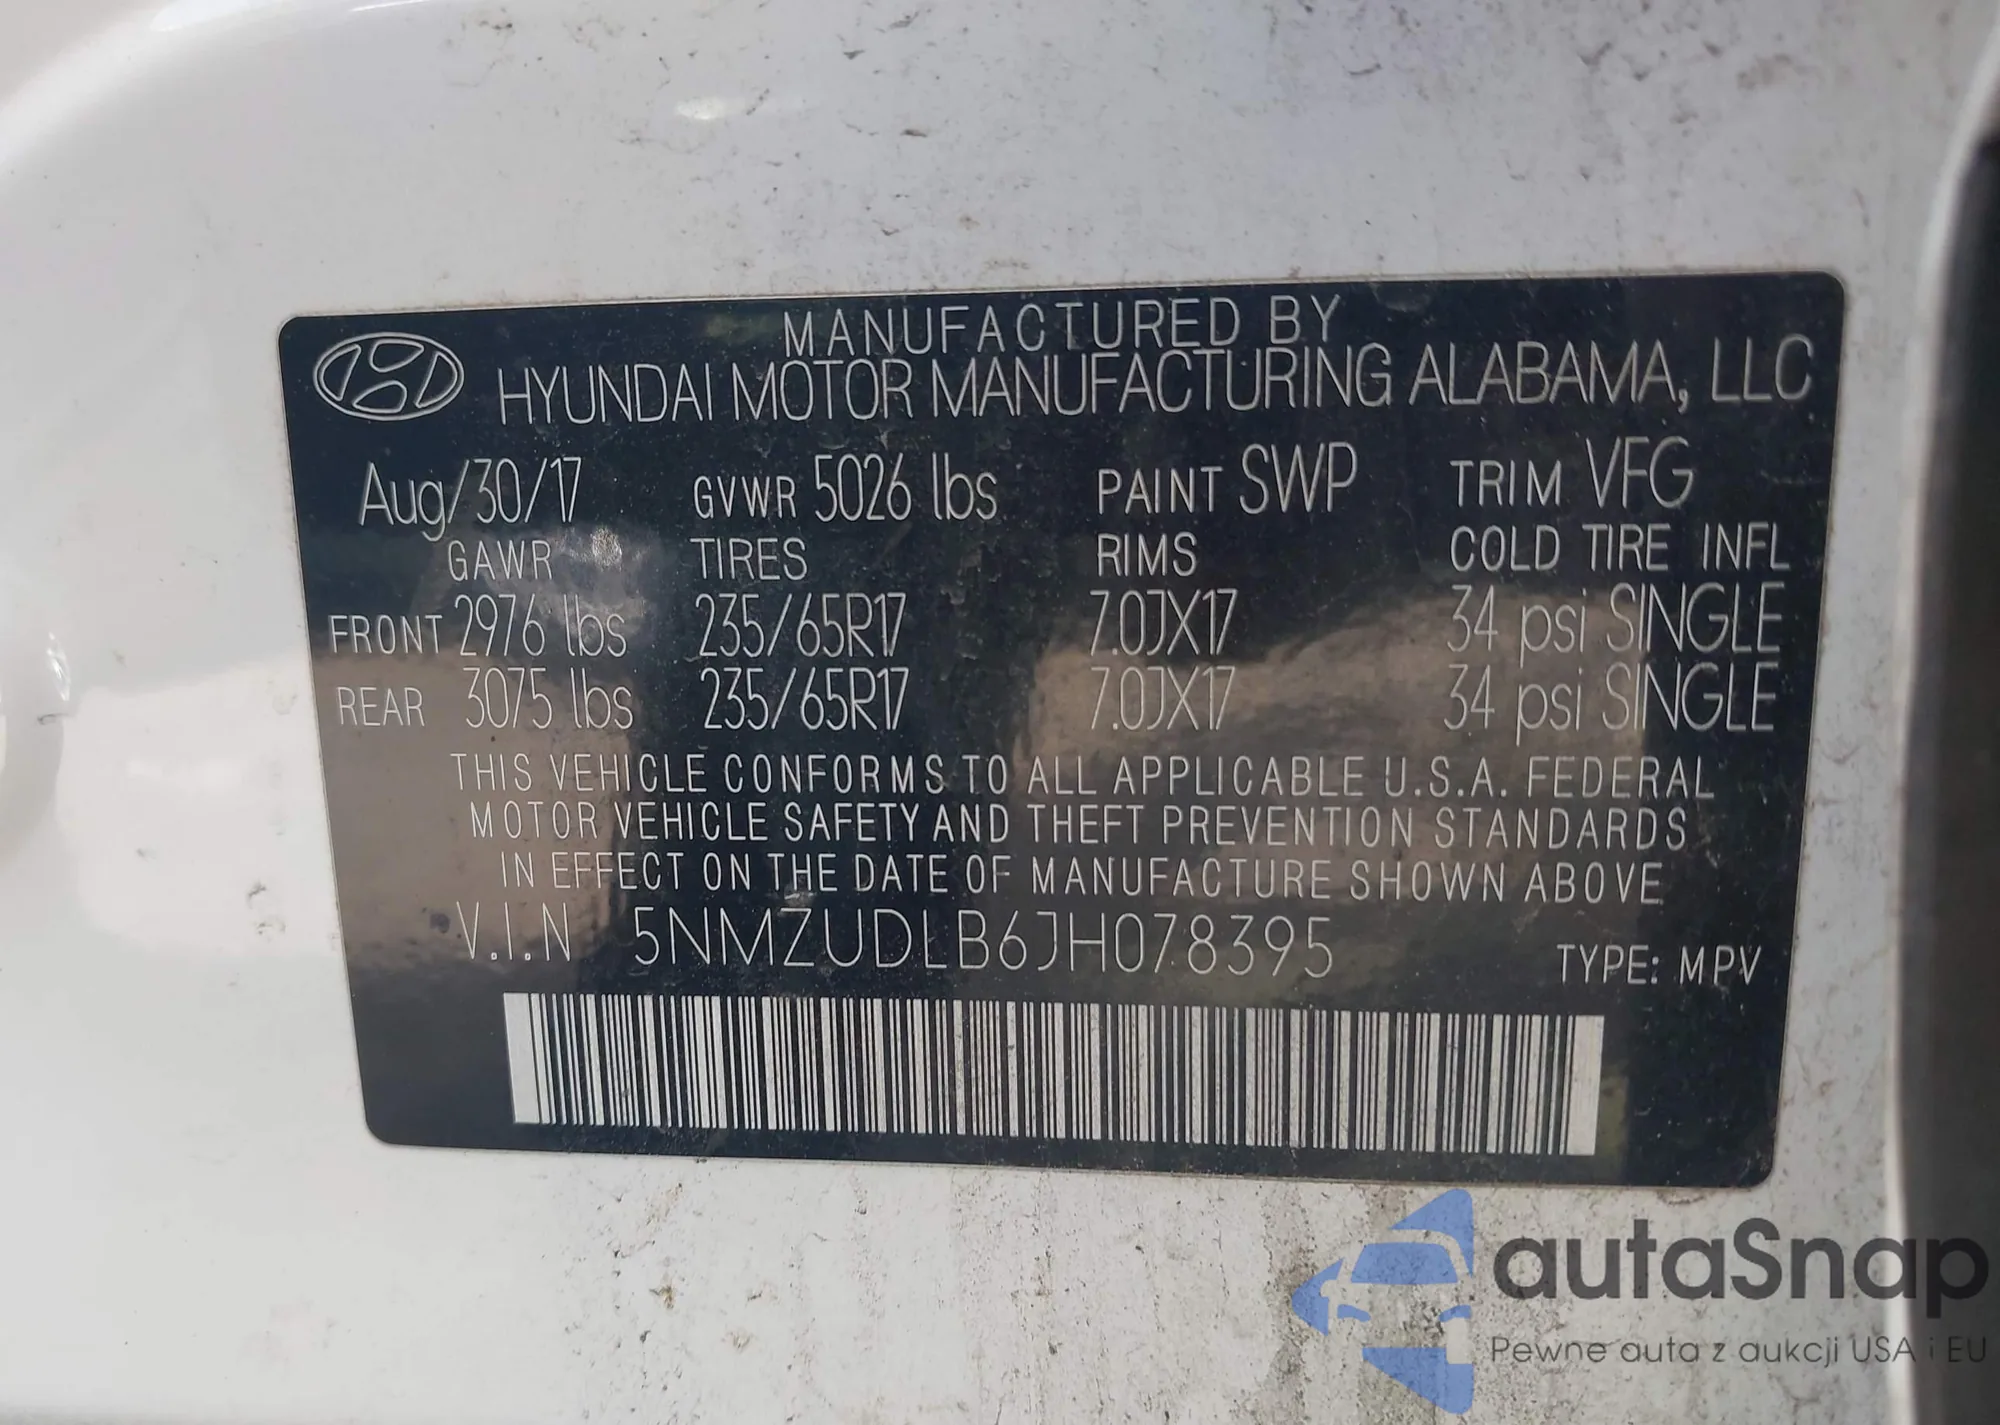 MANUFACTURED BY
HYUNDAI MOTOR MANUFACTURING ALABAMA, LLC
Aug/30/17 GVWR 5026 lbs PAINT SWP TRIM VFG
GAWR TIRES RIMS COLD TIRE INFL
FRONT 2976 lbs 235/65R17 7.0JX17 34 psi SINGLE
REAR 3075 lbs 235/65R17 7.0JX17 34 psi SINGLE
THIS VEHICLE CONFORMS TO ALL APPLICABLE U.S.A. FEDERAL
MOTOR VEHICLE SAFETY AND THEFT PREVENTION STANDARDS
IN EFFECT ON THE DATE OF MANUFACTURE SHOWN ABOVE
V.I.N 5NMZUDLB6JH078395 TYPE: MPV
autaSnap
Pewne auta z aukcji USA i EU